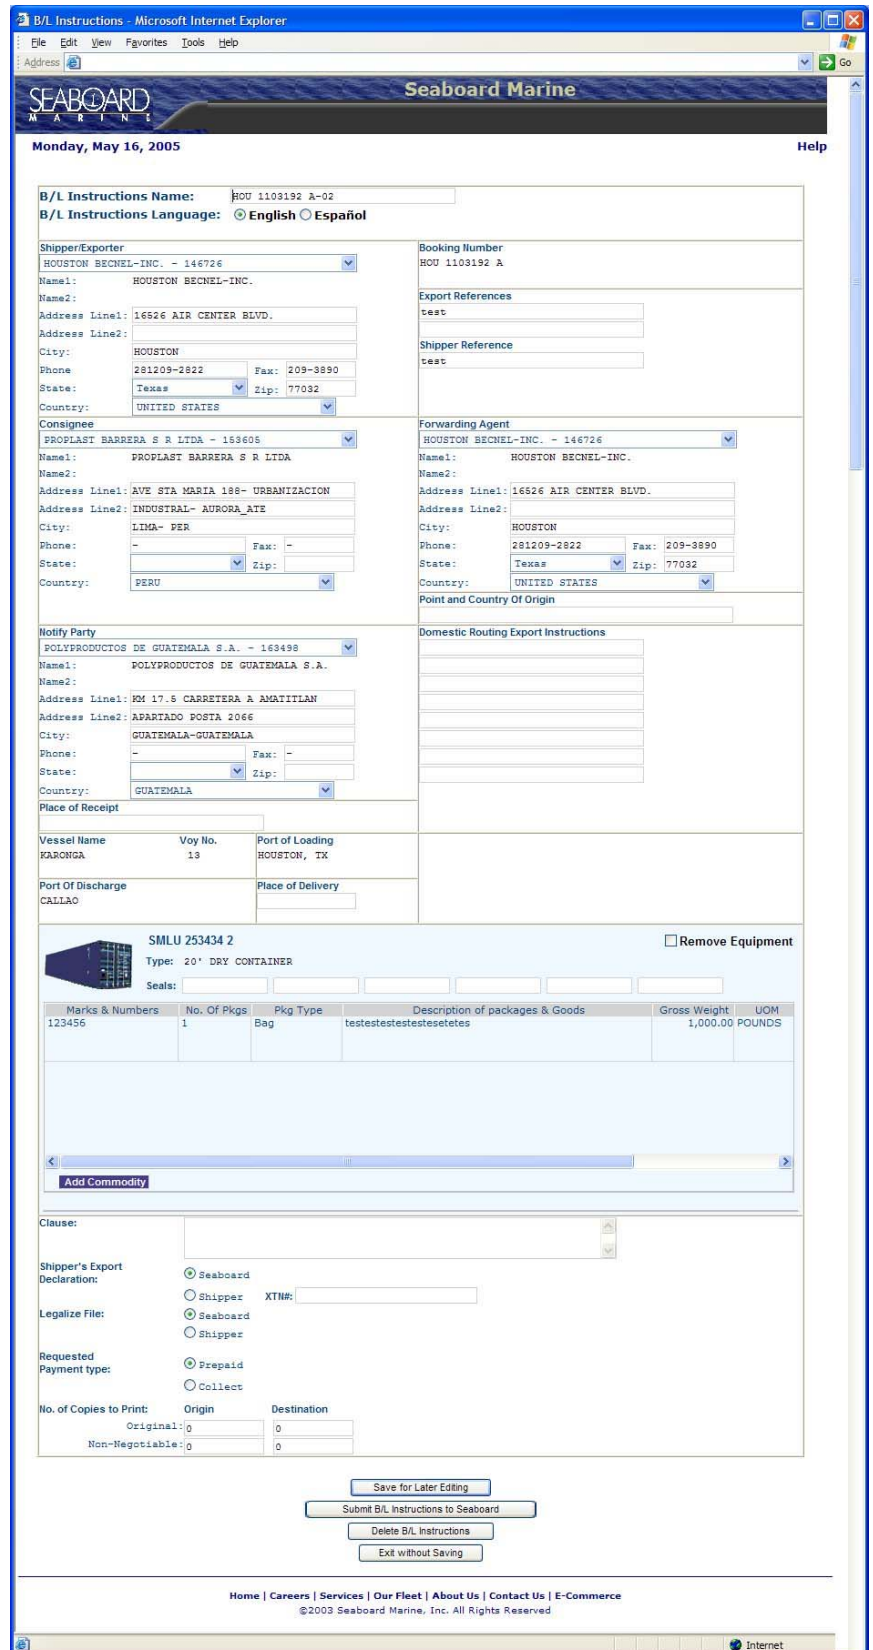 B/L Instructions - Microsoft Internet Explorer
File Edit View Favorites Tools Help
Address Go
SEABOARD
MARINE
Seaboard Marine
Monday, May 16, 2005 Help
B/L Instructions Name: HOU 1103192 A-02
B/L Instructions Language: English Español
Shipper/Exporter
HOUSTON BECNEL-INC. - 146726
Name1: HOUSTON BECNEL-INC.
Name2:
Address Line1: 16526 AIR CENTER BLVD.
Address Line2:
City: HOUSTON
Phone 281209-2822 Fax: 209-3890
State: Texas Zip: 77032
Country: UNITED STATES
Booking Number
HOU 1103192 A
Export References
test
Shipper Reference
test
Consignee
PROPLAST BARRERA S R LTDA - 153605
Name1: PROPLAST BARRERA S R LTDA
Name2:
Address Line1: AVE STA MARIA 188- URBANIZACION
Address Line2: INDUSTRAL- AURORA_ATE
City: LIMA- PER
Phone: - Fax: -
State: Zip:
Country: PERU
Forwarding Agent
HOUSTON BECNEL-INC. - 146726
Name1: HOUSTON BECNEL-INC.
Name2:
Address Line1: 16526 AIR CENTER BLVD.
Address Line2:
City: HOUSTON
Phone: 281209-2822 Fax: 209-3890
State: Texas Zip: 77032
Country: UNITED STATES
Point and Country Of Origin
Notify Party
POLYPRODUCTOS DE GUATEMALA S.A. - 163498
Name1: POLYPRODUCTOS DE GUATEMALA S.A.
Name2:
Address Line1: KM 17.5 CARRETERA A AMATITLAN
Address Line2: APARTADO POSTA 2066
City: GUATEMALA-GUATEMALA
Phone: - Fax: -
State: Zip:
Country: GUATEMALA
Domestic Routing Export Instructions
Place of Receipt
Vessel Name Voy No. Port of Loading
KARONGA 13 HOUSTON, TX
Port Of Discharge Place of Delivery
CALLAO
SMLU 253434 2 Remove Equipment
Type: 20' DRY CONTAINER
Seals:
Marks & Numbers No. Of Pkgs Pkg Type Description of packages & Goods Gross Weight UOM
123456 1 Bag testestestestestesetetes 1,000.00 POUNDS
Add Commodity
Clause:
Shipper's Export
Declaration: Seaboard
Shipper XTN#:
Legalize File: Seaboard
Shipper
Requested
Payment type: Prepaid
Collect
No. of Copies to Print: Origin Destination
Original: 0 0
Non-Negotiable: 0 0
Save for Later Editing
Submit B/L Instructions to Seaboard
Delete B/L Instructions
Exit without Saving
Home | Careers | Services | Our Fleet | About Us | Contact Us | E-Commerce
©2003 Seaboard Marine, Inc. All Rights Reserved
Internet